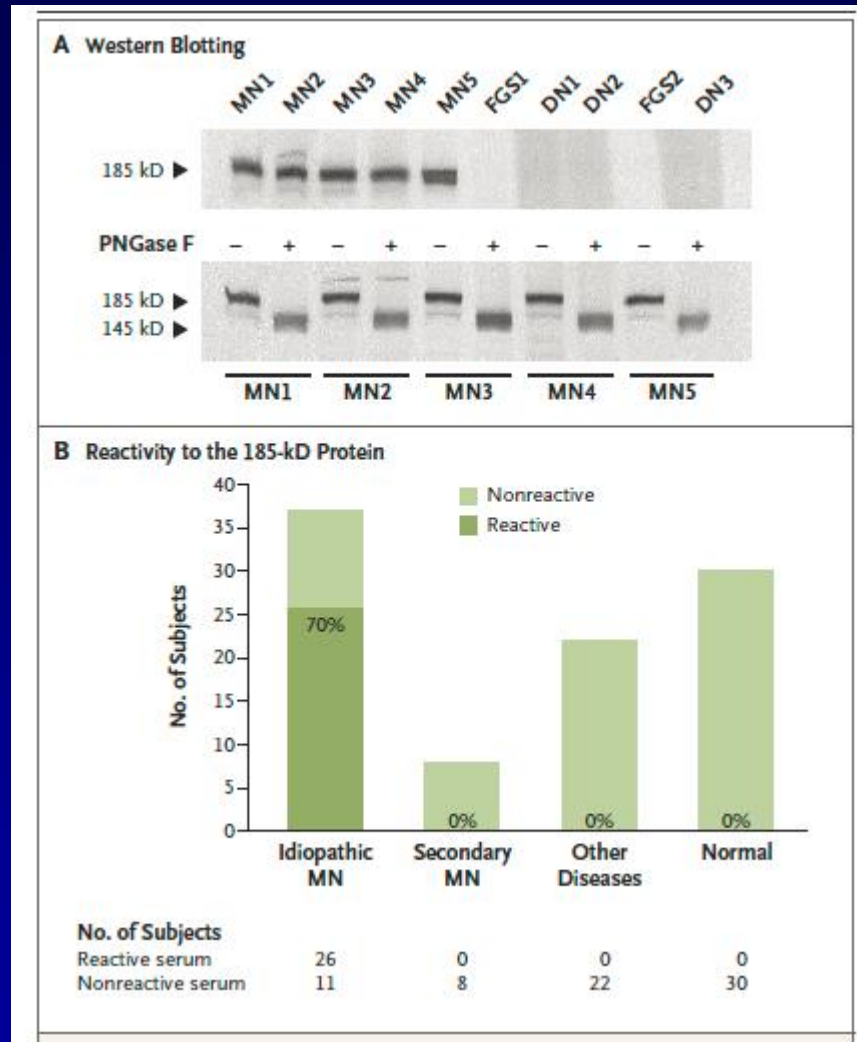 A Western Blotting
MN1 MN2 MN3 MN4 MN5 FGS1 DN1 DN2 FGS2 DN3
185 kD ▶
PNGase F – + – + – + – + – +
185 kD ▶
145 kD ▶
MN1 MN2 MN3 MN4 MN5
B Reactivity to the 185-kD Protein
No. of Subjects
40
35
30
25
20
15
10
5
0
Nonreactive
Reactive
70%
0% 0% 0%
Idiopathic MN
Secondary MN
Other Diseases
Normal
No. of Subjects
Reactive serum 26 0 0 0
Nonreactive serum 11 8 22 30